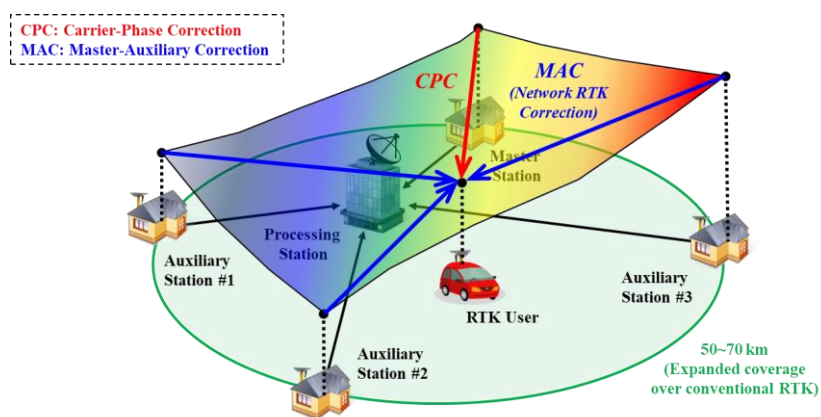 CPC: Carrier-Phase Correction
MAC: Master-Auxiliary Correction
CPC
MAC
(Network RTK
Correction)
Master
Station
Processing
Station
Auxiliary
Station #1
RTK User
Auxiliary
Station #3
Auxiliary
Station #2
50~70 km
(Expanded coverage
over conventional RTK)